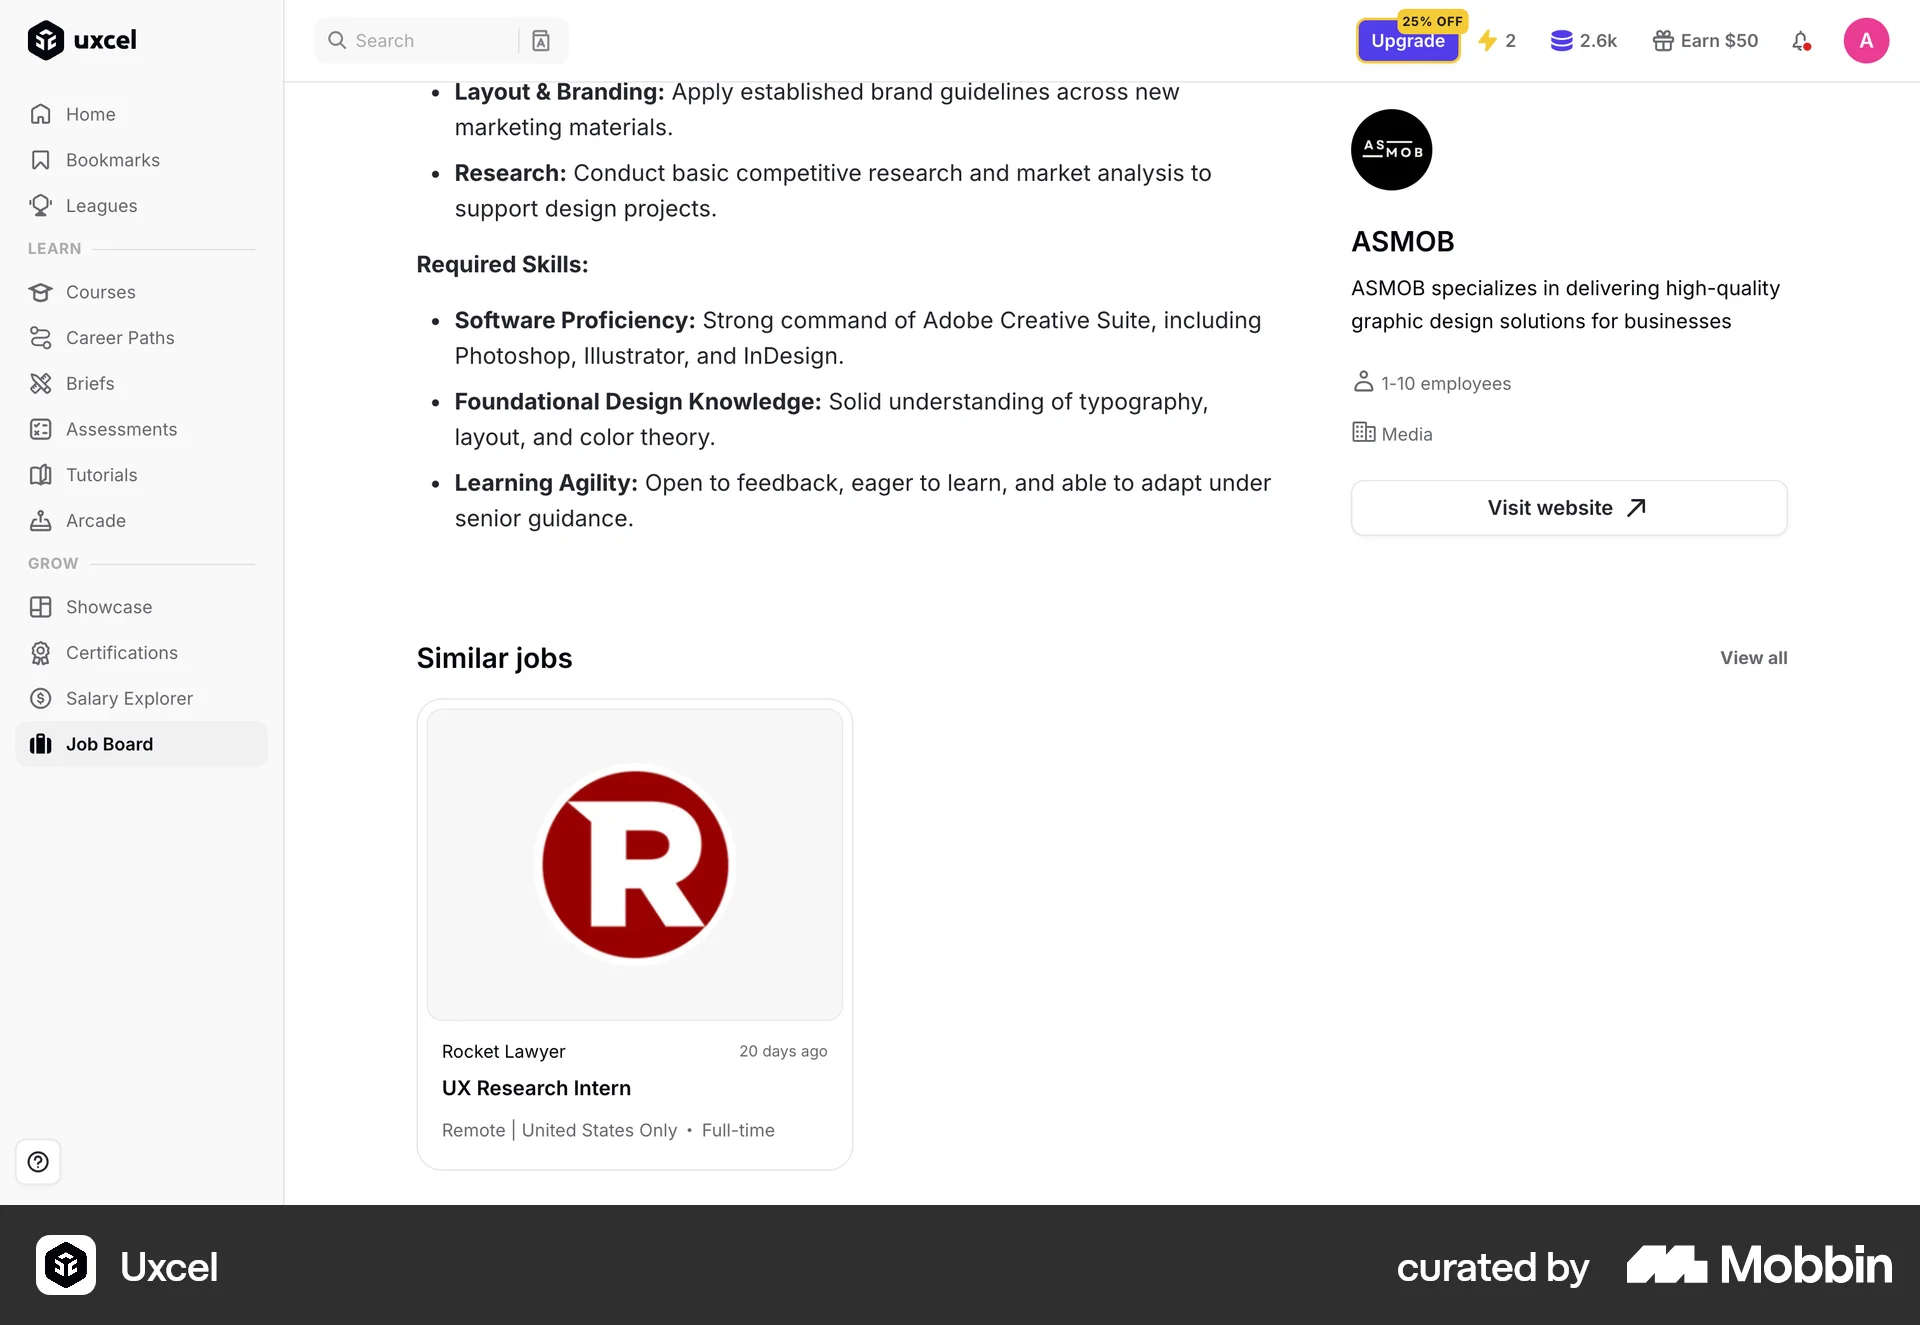 uxcel
Search
25% OFF
Upgrade
2
2.6k
Earn $50
A
Home
Bookmarks
Leagues
LEARN
Courses
Career Paths
Briefs
Assessments
Tutorials
Arcade
GROW
Showcase
Certifications
Salary Explorer
Job Board
• Layout & Branding: Apply established brand guidelines across new
marketing materials.
• Research: Conduct basic competitive research and market analysis to
support design projects.
Required Skills:
• Software Proficiency: Strong command of Adobe Creative Suite, including
Photoshop, Illustrator, and InDesign.
• Foundational Design Knowledge: Solid understanding of typography,
layout, and color theory.
• Learning Agility: Open to feedback, eager to learn, and able to adapt under
senior guidance.
AS
MOB
ASMOB
ASMOB specializes in delivering high-quality
graphic design solutions for businesses
1-10 employees
Media
Visit website
Similar jobs
View all
R
Rocket Lawyer
20 days ago
UX Research Intern
Remote | United States Only • Full-time
Uxcel
curated by
Mobbin